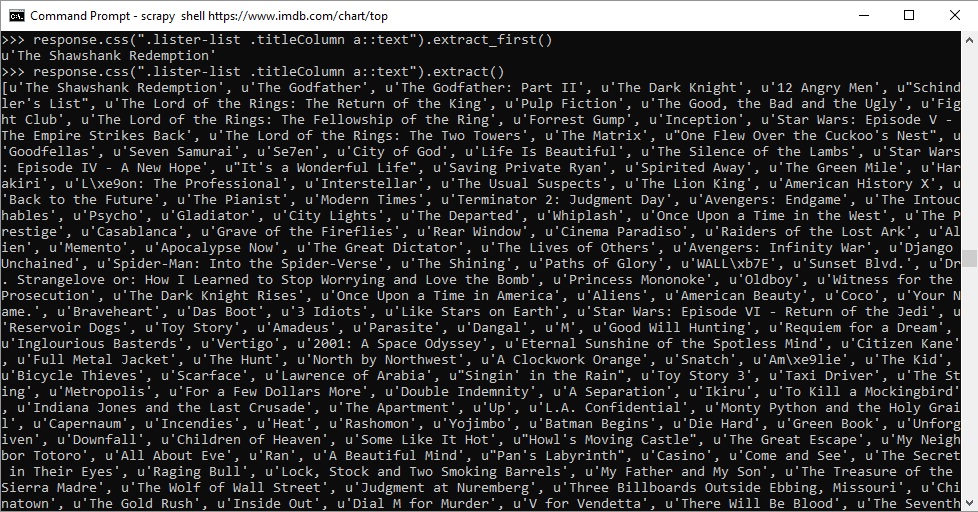 Command Prompt - scrapy  shell https://www.imdb.com/chart/top
>>> response.css(".lister-list .titleColumn a::text").extract_first()
u'The Shawshank Redemption'
>>> response.css(".lister-list .titleColumn a::text").extract()
[u'The Shawshank Redemption', u'The Godfather', u'The Godfather: Part II', u'The Dark Knight', u'12 Angry Men', u"Schind
ler's List", u'The Lord of the Rings: The Return of the King', u'Pulp Fiction', u'The Good, the Bad and the Ugly', u'Fig
ht Club', u'The Lord of the Rings: The Fellowship of the Ring', u'Forrest Gump', u'Inception', u'Star Wars: Episode V -
The Empire Strikes Back', u'The Lord of the Rings: The Two Towers', u'The Matrix', u"One Flew Over the Cuckoo's Nest", u
'Goodfellas', u'Seven Samurai', u'Se7en', u'City of God', u'Life Is Beautiful', u'The Silence of the Lambs', u'Star Wars
: Episode IV - A New Hope', u"It's a Wonderful Life", u'Saving Private Ryan', u'Spirited Away', u'The Green Mile', u'Har
akiri', u'L\xe9on: The Professional', u'Interstellar', u'The Usual Suspects', u'The Lion King', u'American History X', u
'Back to the Future', u'The Pianist', u'Modern Times', u'Terminator 2: Judgment Day', u'Avengers: Endgame', u'The Intouc
hables', u'Psycho', u'Gladiator', u'City Lights', u'The Departed', u'Whiplash', u'Once Upon a Time in the West', u'The P
restige', u'Casablanca', u'Grave of the Fireflies', u'Rear Window', u'Cinema Paradiso', u'Raiders of the Lost Ark', u'Al
ien', u'Memento', u'Apocalypse Now', u'The Great Dictator', u'The Lives of Others', u'Avengers: Infinity War', u'Django
Unchained', u'Spider-Man: Into the Spider-Verse', u'The Shining', u'Paths of Glory', u'WALL\xb7E', u'Sunset Blvd.', u'Dr
. Strangelove or: How I Learned to Stop Worrying and Love the Bomb', u'Princess Mononoke', u'Oldboy', u'Witness for the
Prosecution', u'The Dark Knight Rises', u'Once Upon a Time in America', u'Aliens', u'American Beauty', u'Coco', u'Your N
ame.', u'Braveheart', u'Das Boot', u'3 Idiots', u'Like Stars on Earth', u'Star Wars: Episode VI - Return of the Jedi', u
'Reservoir Dogs', u'Toy Story', u'Amadeus', u'Parasite', u'Dangal', u'M', u'Good Will Hunting', u'Requiem for a Dream',
u'Inglourious Basterds', u'Vertigo', u'2001: A Space Odyssey', u'Eternal Sunshine of the Spotless Mind', u'Citizen Kane'
, u'Full Metal Jacket', u'The Hunt', u'North by Northwest', u'A Clockwork Orange', u'Snatch', u'Am\xe9lie', u'The Kid',
u'Bicycle Thieves', u'Scarface', u'Lawrence of Arabia', u"Singin' in the Rain", u'Toy Story 3', u'Taxi Driver', u'The St
ing', u'Metropolis', u'For a Few Dollars More', u'Double Indemnity', u'A Separation', u'Ikiru', u'To Kill a Mockingbird'
, u'Indiana Jones and the Last Crusade', u'The Apartment', u'Up', u'L.A. Confidential', u'Monty Python and the Holy Grai
l', u'Capernaum', u'Incendies', u'Heat', u'Rashomon', u'Yojimbo', u'Batman Begins', u'Die Hard', u'Green Book', u'Unforg
iven', u'Downfall', u'Children of Heaven', u'Some Like It Hot', u"Howl's Moving Castle", u'The Great Escape', u'My Neigh
bor Totoro', u'All About Eve', u'Ran', u'A Beautiful Mind', u"Pan's Labyrinth", u'Casino', u'Come and See', u'The Secret
 in Their Eyes', u'Raging Bull', u'Lock, Stock and Two Smoking Barrels', u'My Father and My Son', u'The Treasure of the
Sierra Madre', u'The Wolf of Wall Street', u'Judgment at Nuremberg', u'Three Billboards Outside Ebbing, Missouri', u'Chi
natown', u'The Gold Rush', u'Inside Out', u'Dial M for Murder', u'V for Vendetta', u'There Will Be Blood', u'The Seventh